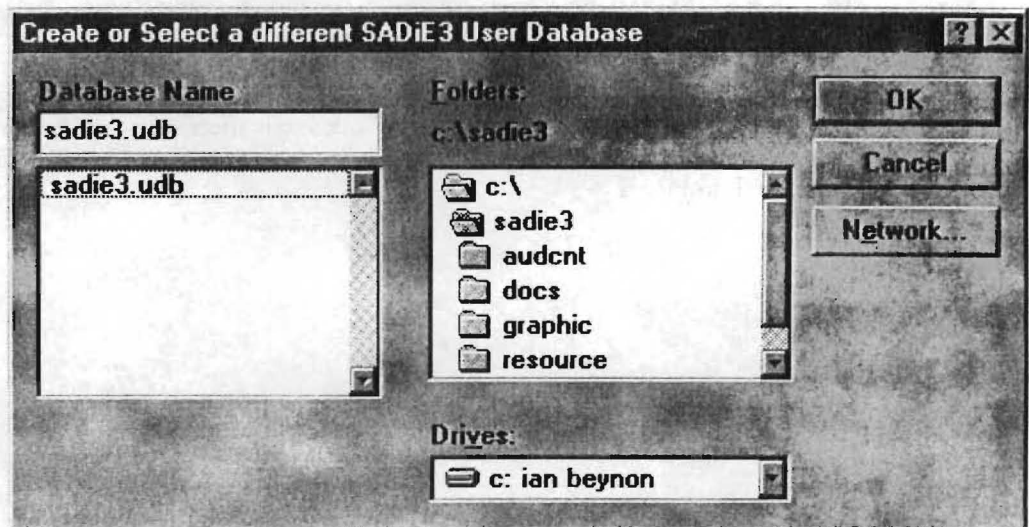 Create or Select a different SADiE3 User Database
Database Name
sadie3.udb
sadie3.udb
Folders:
c:\sadie3
c:\
sadie3
audcnt
docs
graphic
resource
Drives:
c: ian beynon
OK
Cancel
Network...